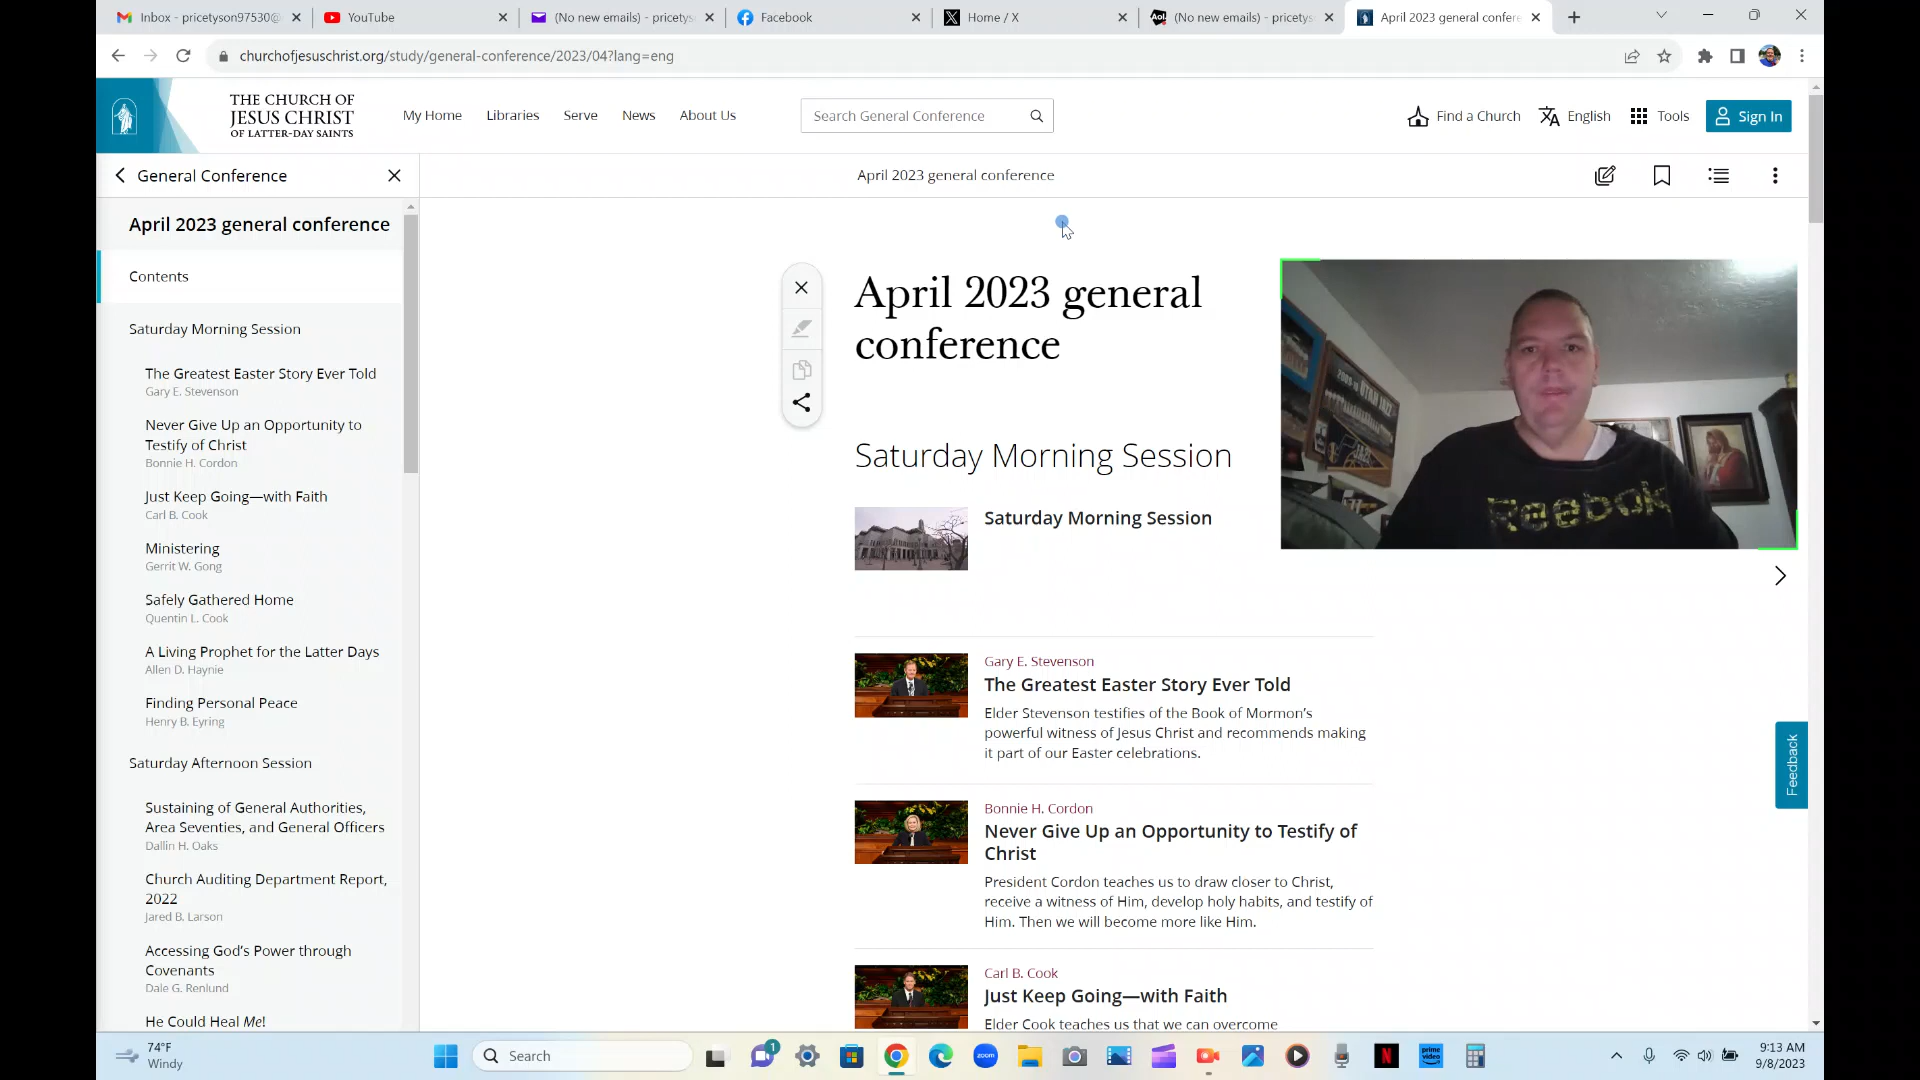 Inbox - pricetyson97530@
YouTube
(No new emails) - pricetys
Facebook
Home / X
Aol.
(No new emails) - pricetys
April 2023 general confere
churchofjesuschrist.org/study/general-conference/2023/04?lang=eng
THE CHURCH OF
JESUS CHRIST
OF LATTER-DAY SAINTS
My Home
Libraries
Serve
News
About Us
Search General Conference
Find a Church
English
Tools
Sign In
General Conference
April 2023 general conference
April 2023 general conference
Contents
Saturday Morning Session
The Greatest Easter Story Ever Told
Gary E. Stevenson
Never Give Up an Opportunity to
Testify of Christ
Bonnie H. Cordon
Just Keep Going—with Faith
Carl B. Cook
Ministering
Gerrit W. Gong
Safely Gathered Home
Quentin L. Cook
A Living Prophet for the Latter Days
Allen D. Haynie
Finding Personal Peace
Henry B. Eyring
Saturday Afternoon Session
Sustaining of General Authorities,
Area Seventies, and General Officers
Dallin H. Oaks
Church Auditing Department Report,
2022
Jared B. Larson
Accessing God's Power through
Covenants
Dale G. Renlund
He Could Heal Me!
April 2023 general
conference
Saturday Morning Session
Saturday Morning Session
Gary E. Stevenson
The Greatest Easter Story Ever Told
Elder Stevenson testifies of the Book of Mormon's
powerful witness of Jesus Christ and recommends making
it part of our Easter celebrations.
Bonnie H. Cordon
Never Give Up an Opportunity to Testify of
Christ
President Cordon teaches us to draw closer to Christ,
receive a witness of Him, develop holy habits, and testify of
Him. Then we will become more like Him.
Carl B. Cook
Just Keep Going—with Faith
Elder Cook teaches us that we can overcome
UTAH JAZZ
Reebok
Feedback
74°F
Windy
Search
1
zoom
N
prime
video
9:13 AM
9/8/2023